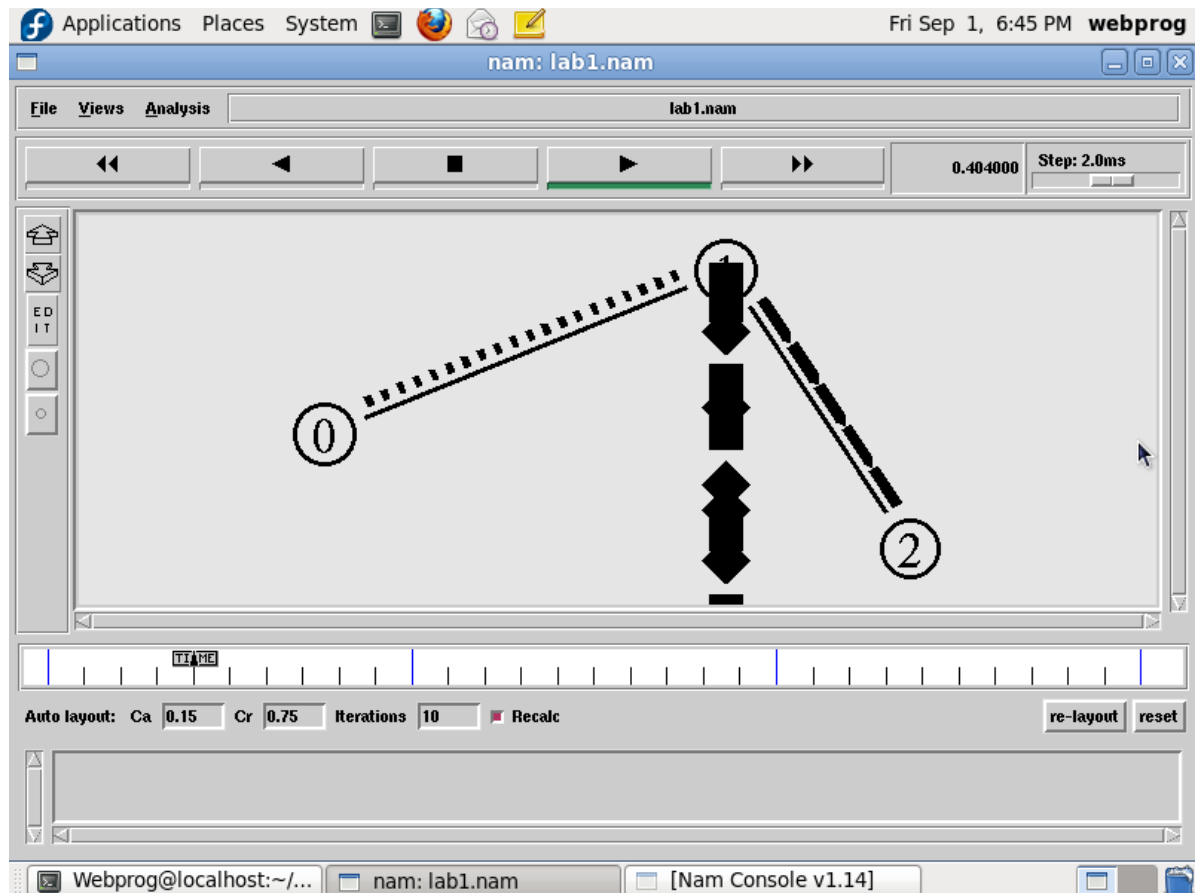 Applications Places System Fri Sep 1, 6:45 PM webprog
nam: lab1.nam
File Views Analysis lab1.nam
0.404000 Step: 2.0ms
E D
I T
1
0
2
TIME
Auto layout: Ca 0.15 Cr 0.75 Iterations 10 Recalc re-layout reset
Webprog@localhost:~/... nam: lab1.nam [Nam Console v1.14]